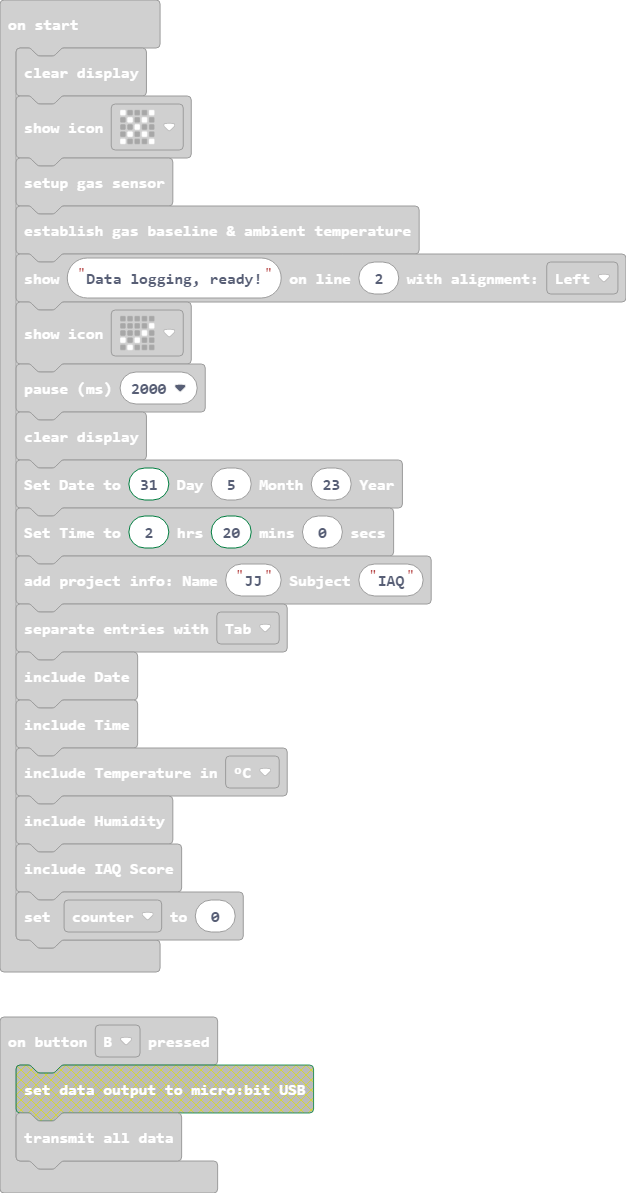 on start
clear display
show icon
setup gas sensor
establish gas baseline & ambient temperature
show "Data logging, ready!" on line 2 with alignment: Left
show icon
pause (ms) 2000
clear display
Set Date to 31 Day 5 Month 23 Year
Set Time to 2 hrs 20 mins 0 secs
add project info: Name "JJ" Subject "IAQ"
separate entries with Tab
include Date
include Time
include Temperature in ºC
include Humidity
include IAQ Score
set counter to 0
on button B pressed
set data output to micro:bit USB
transmit all data